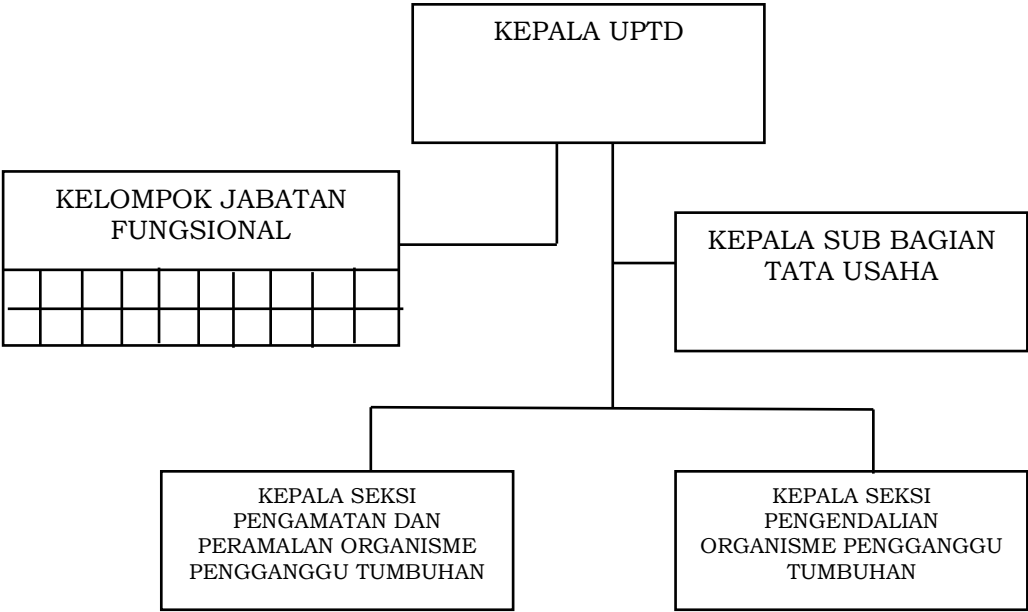 KEPALA UPTD
KELOMPOK JABATAN
FUNGSIONAL
KEPALA SUB BAGIAN
TATA USAHA
KEPALA SEKSI
PENGAMATAN DAN
PERAMALAN ORGANISME
PENGGANGGU TUMBUHAN
KEPALA SEKSI
PENGENDALIAN
ORGANISME PENGGANGGU
TUMBUHAN